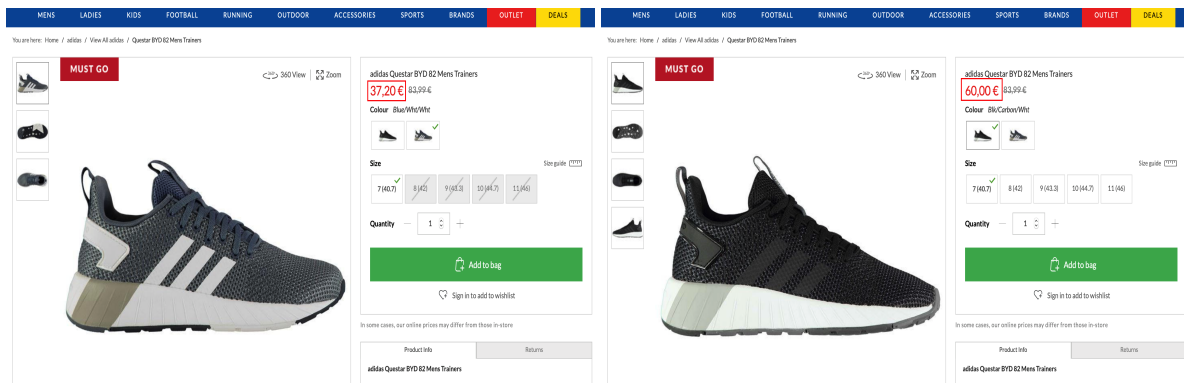 MENS LADIES KIDS FOOTBALL RUNNING OUTDOOR ACCESSORIES SPORTS BRANDS OUTLET DEALS
You are here: Home / adidas / View All adidas / Questar BYD 82 Mens Trainers
MUST GO
360 View
Zoom
adidas Questar BYD 82 Mens Trainers
37,20 € 83,99 €
Colour Blue/Wht/Wht
Size
Size guide
7 (40.7) 8 (42) 9 (43.3) 10 (44.7) 11 (46)
Quantity 1
Add to bag
Sign in to add to wishlist
In some cases, our online prices may differ from those in-store
Product Info Returns
adidas Questar BYD 82 Mens Trainers
MENS LADIES KIDS FOOTBALL RUNNING OUTDOOR ACCESSORIES SPORTS BRANDS OUTLET DEALS
You are here: Home / adidas / View All adidas / Questar BYD 82 Mens Trainers
MUST GO
360 View
Zoom
adidas Questar BYD 82 Mens Trainers
60,00 € 83,99 €
Colour Blk/Carbon/Wht
Size
Size guide
7 (40.7) 8 (42) 9 (43.3) 10 (44.7) 11 (46)
Quantity 1
Add to bag
Sign in to add to wishlist
In some cases, our online prices may differ from those in-store
Product Info Returns
adidas Questar BYD 82 Mens Trainers